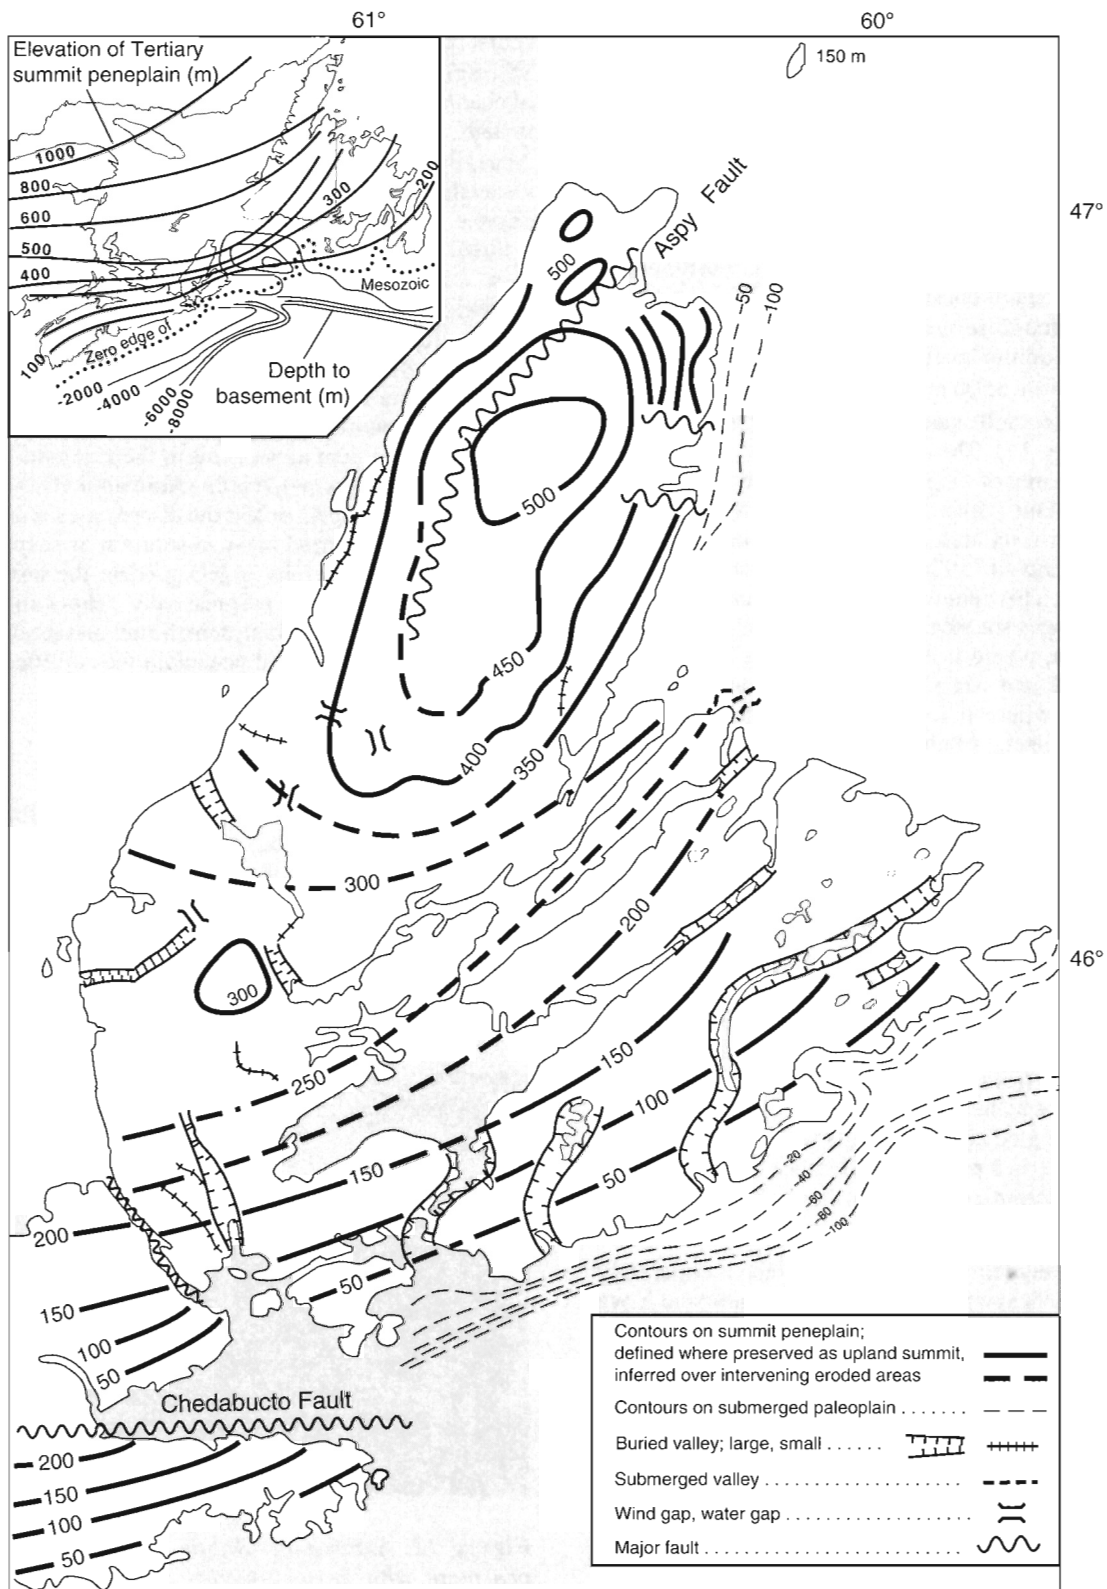 61°
60°
Elevation of Tertiary
summit peneplain (m)
1000
800
600
500
400
300
200
100
Mesozoic
Zero edge of
-2000
-4000
-6000
-8000
Depth to
basement (m)
150 m
47°
Aspy Fault
500
-50
-100
500
450
400
350
300
200
46°
300
250
150
100
150
50
200
50
-20
-40
-60
-80
-100
150
100
50
Chedabucto Fault
200
150
100
50
Contours on summit peneplain;
defined where preserved as upland summit,
inferred over intervening eroded areas
Contours on submerged paleoplain . . . . . . .
Buried valley; large, small . . . . . .
Submerged valley . . . . . . . . . . . . . . . . . . . .
Wind gap, water gap . . . . . . . . . . . . . . . . . . .
Major fault . . . . . . . . . . . . . . . . . . . . . . . . . .